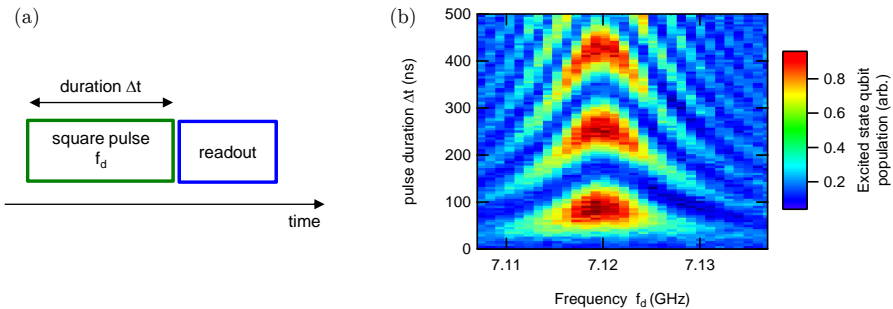 (a)
duration Δt
square pulse
f_d
readout
time
(b)
pulse duration Δt (ns)
500
400
300
200
100
0
7.11
7.12
7.13
Frequency f_d (GHz)
0.8
0.6
0.4
0.2
Excited state qubit
population (arb.)